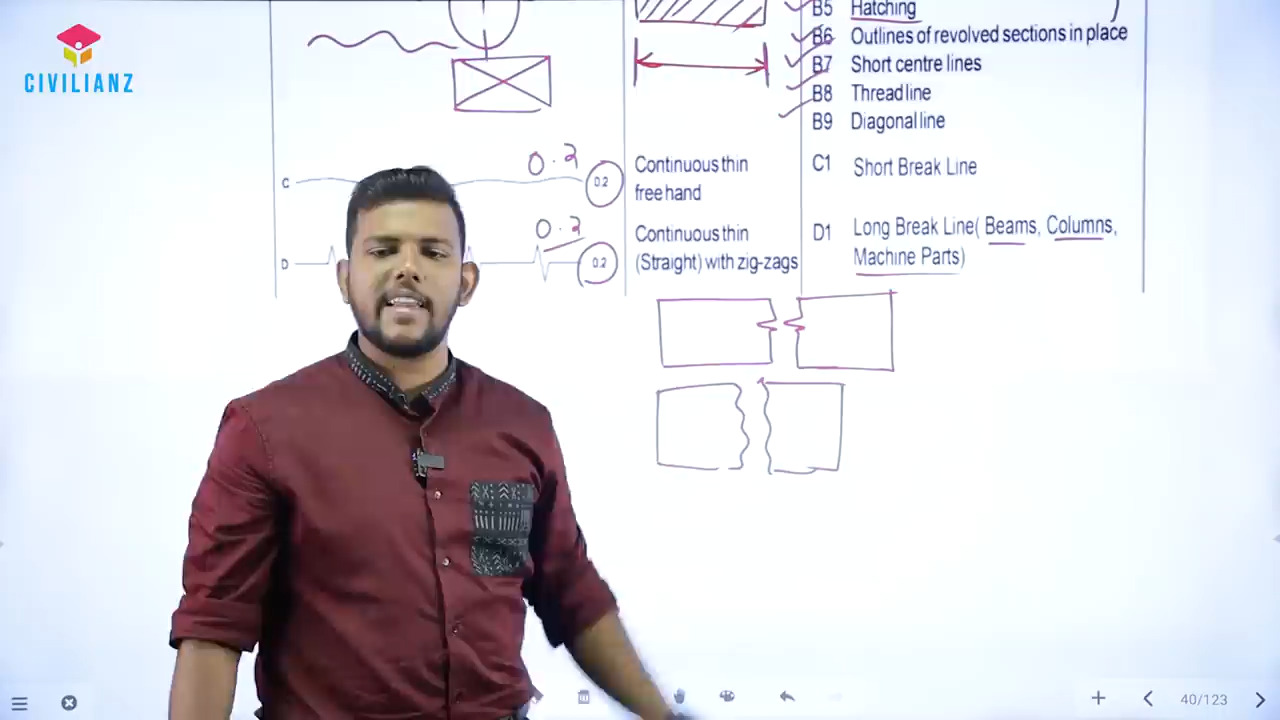 CIVILIANZ
B5 Hatching
B6 Outlines of revolved sections in place
B7 Short centre lines
B8 Thread line
B9 Diagonal line
0.2
C
0.2
Continuous thin
free hand
C1 Short Break Line
0.2
D
0.2
Continuous thin
(Straight) with zig-zags
D1 Long Break Line( Beams, Columns,
Machine Parts)
40/123